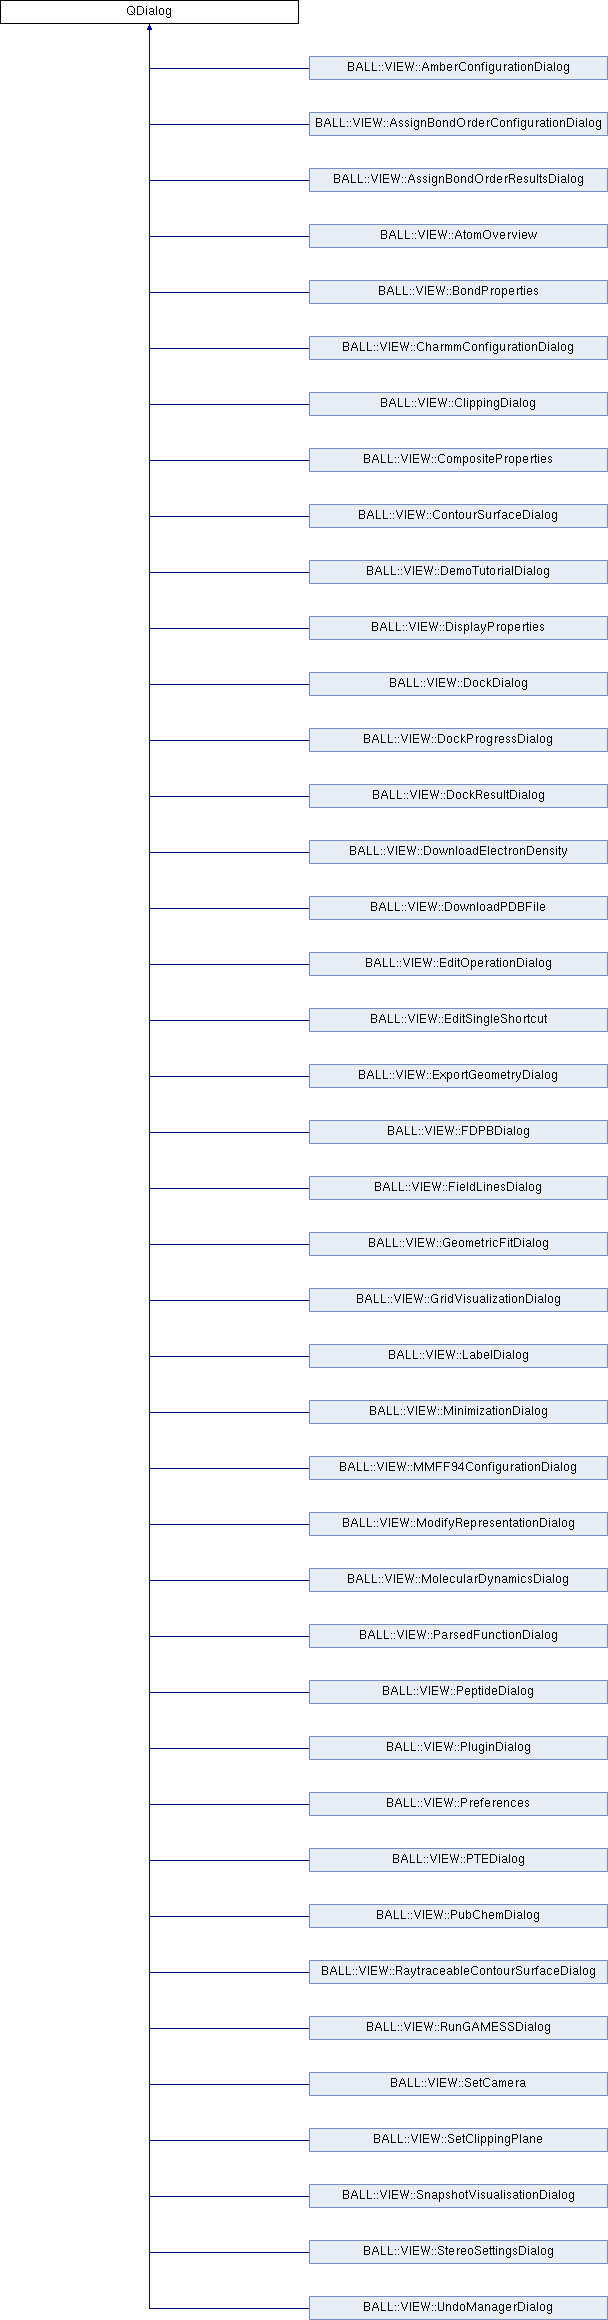 QDialog
BALL::VIEW::AmberConfigurationDialog
BALL::VIEW::AssignBondOrderConfigurationDialog
BALL::VIEW::AssignBondOrderResultsDialog
BALL::VIEW::AtomOverview
BALL::VIEW::BondProperties
BALL::VIEW::CharmmConfigurationDialog
BALL::VIEW::ClippingDialog
BALL::VIEW::CompositeProperties
BALL::VIEW::ContourSurfaceDialog
BALL::VIEW::DemoTutorialDialog
BALL::VIEW::DisplayProperties
BALL::VIEW::DockDialog
BALL::VIEW::DockProgressDialog
BALL::VIEW::DockResultDialog
BALL::VIEW::DownloadElectronDensity
BALL::VIEW::DownloadPDBFile
BALL::VIEW::EditOperationDialog
BALL::VIEW::EditSingleShortcut
BALL::VIEW::ExportGeometryDialog
BALL::VIEW::FDPBDialog
BALL::VIEW::FieldLinesDialog
BALL::VIEW::GeometricFitDialog
BALL::VIEW::GridVisualizationDialog
BALL::VIEW::LabelDialog
BALL::VIEW::MinimizationDialog
BALL::VIEW::MMFF94ConfigurationDialog
BALL::VIEW::ModifyRepresentationDialog
BALL::VIEW::MolecularDynamicsDialog
BALL::VIEW::ParsedFunctionDialog
BALL::VIEW::PeptideDialog
BALL::VIEW::PluginDialog
BALL::VIEW::Preferences
BALL::VIEW::PTEDialog
BALL::VIEW::PubChemDialog
BALL::VIEW::RaytraceableContourSurfaceDialog
BALL::VIEW::RunGAMESSDialog
BALL::VIEW::SetCamera
BALL::VIEW::SetClippingPlane
BALL::VIEW::SnapshotVisualisationDialog
BALL::VIEW::StereoSettingsDialog
BALL::VIEW::UndoManagerDialog